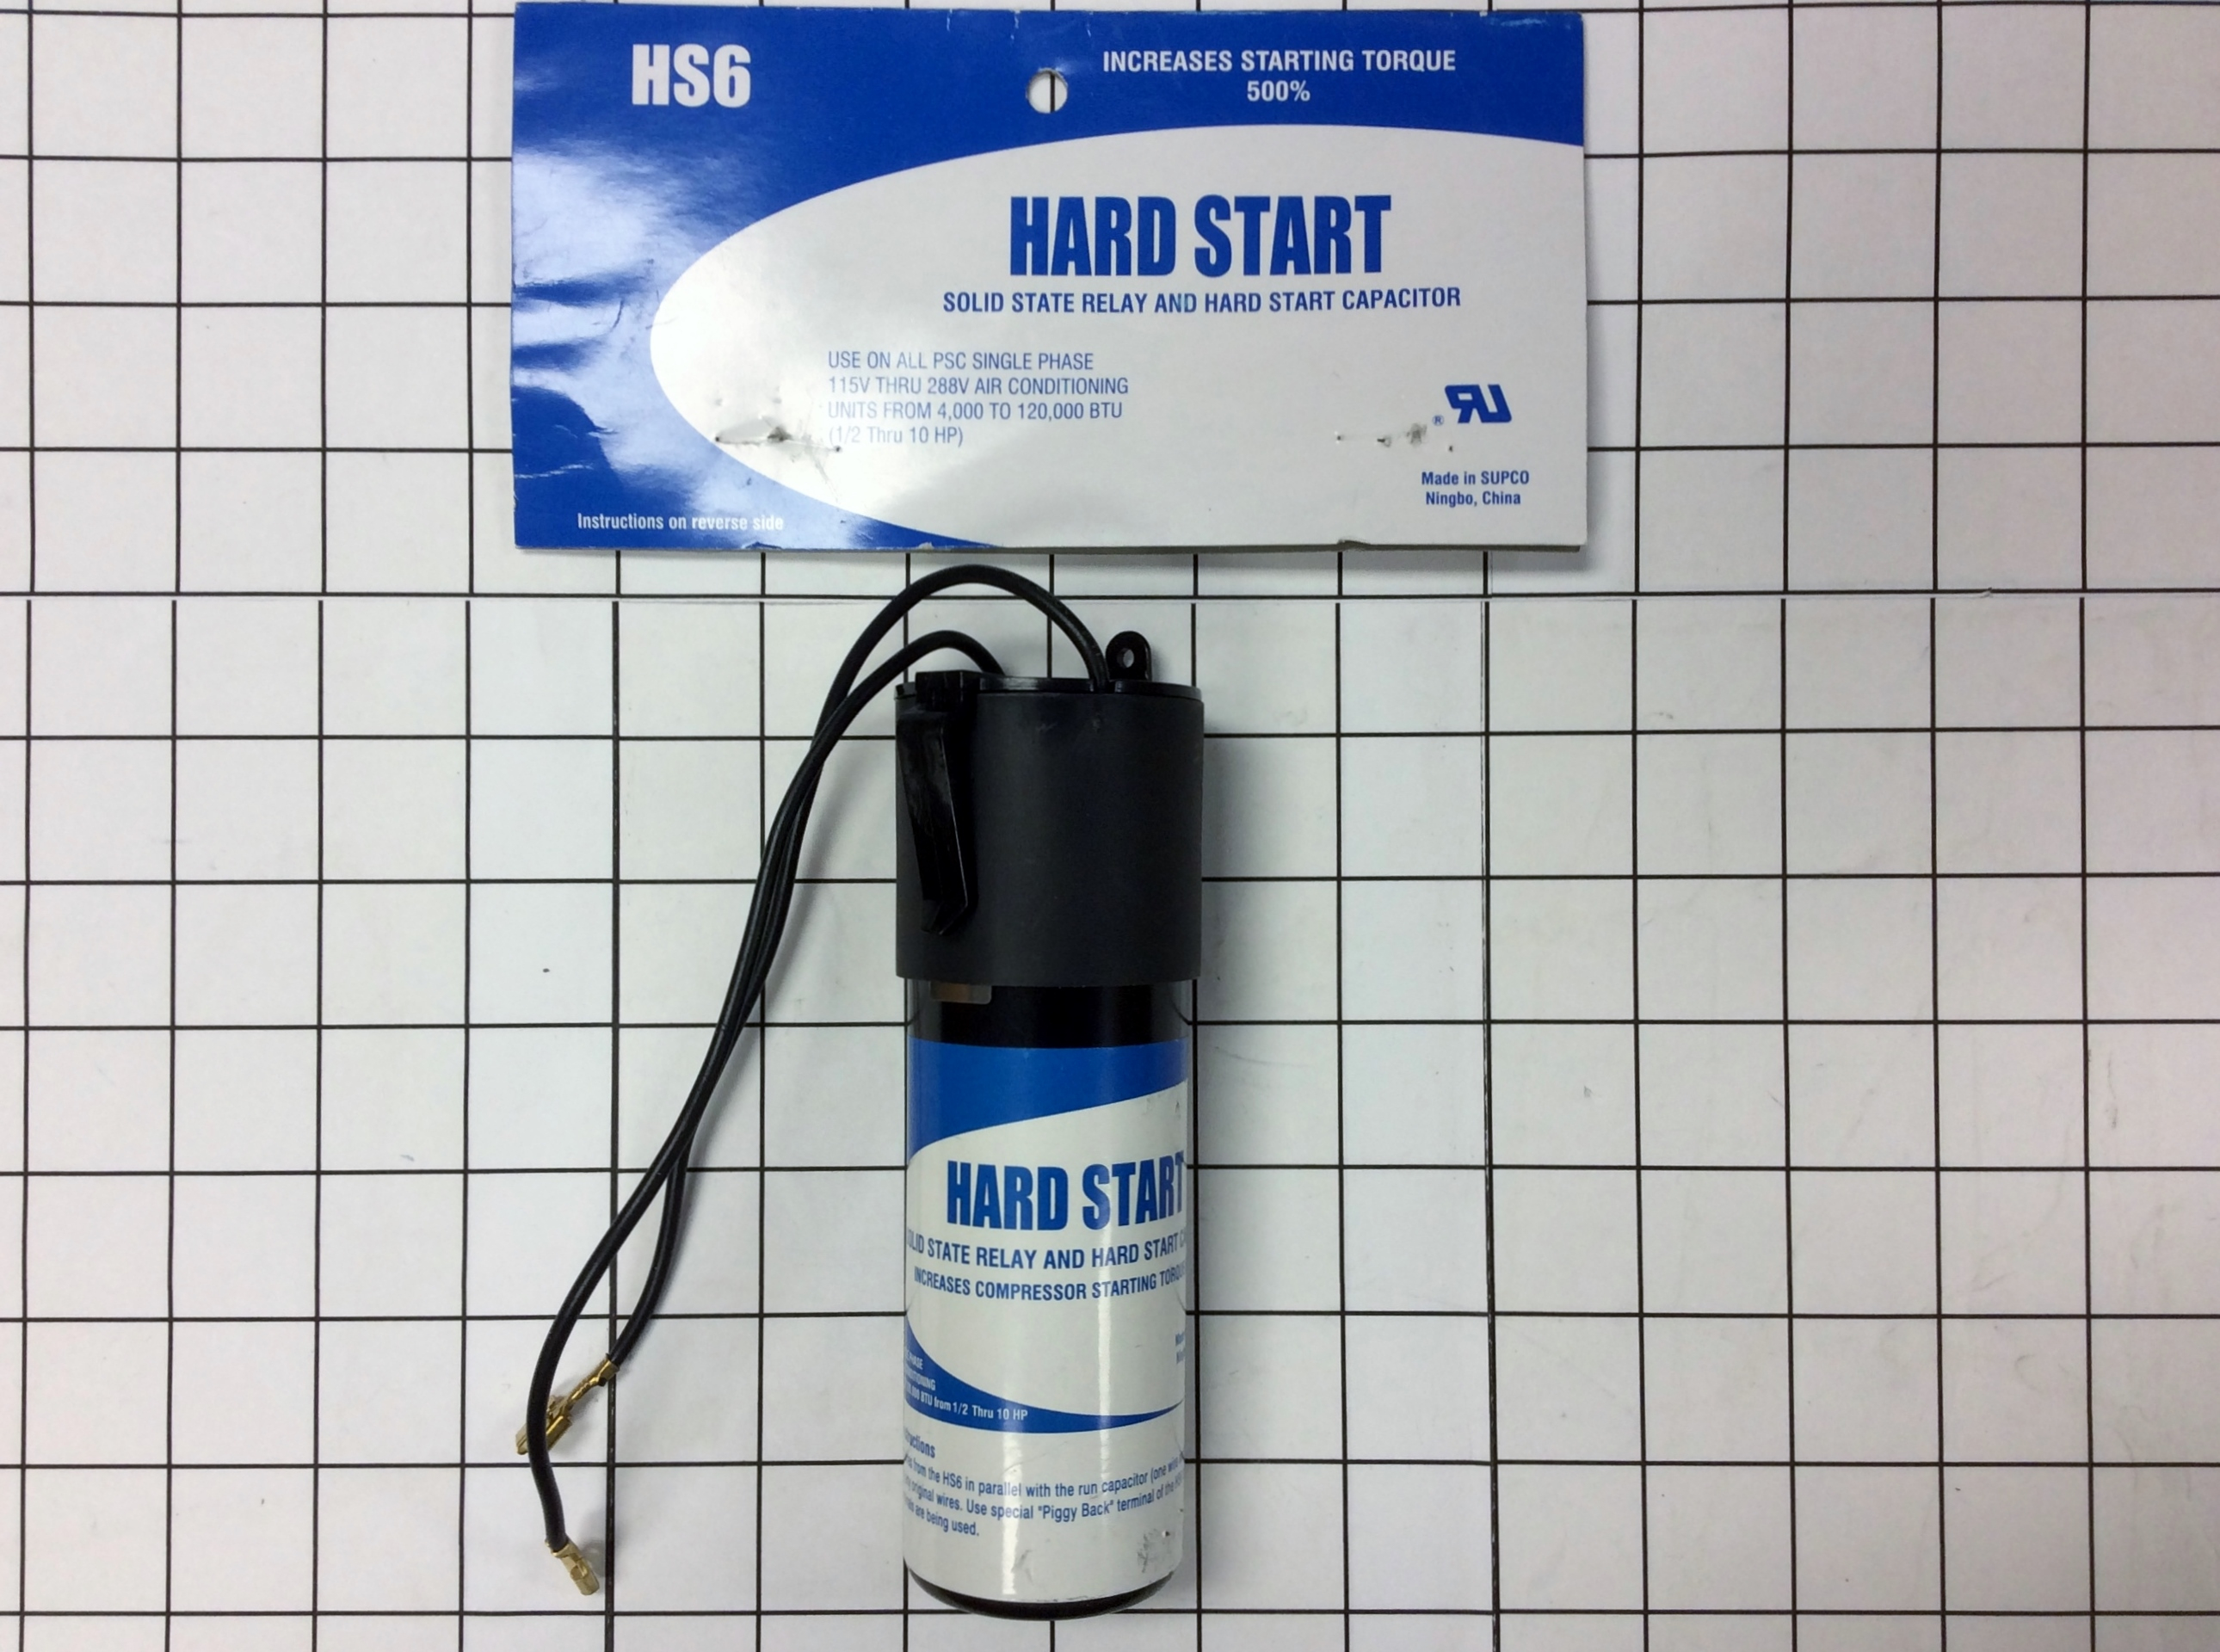 HS6
INCREASES STARTING TORQUE
500%
HARD START
SOLID STATE RELAY AND HARD START CAPACITOR
USE ON ALL PSC SINGLE PHASE
115V THRU 288V AIR CONDITIONING
UNITS FROM 4,000 TO 120,000 BTU
(1/2 Thru 10 HP)
Made in SUPCO
Ningbo, China
Instructions on reverse side
HARD START
STATE RELAY AND HARD START
INCREASES COMPRESSOR STARTING
PHASE
BTU from 1/2 Thru 10 HP
from the HS6 in parallel with the run capacitor (one
original wires. Use special "Piggy Back" terminal of the
are being used.